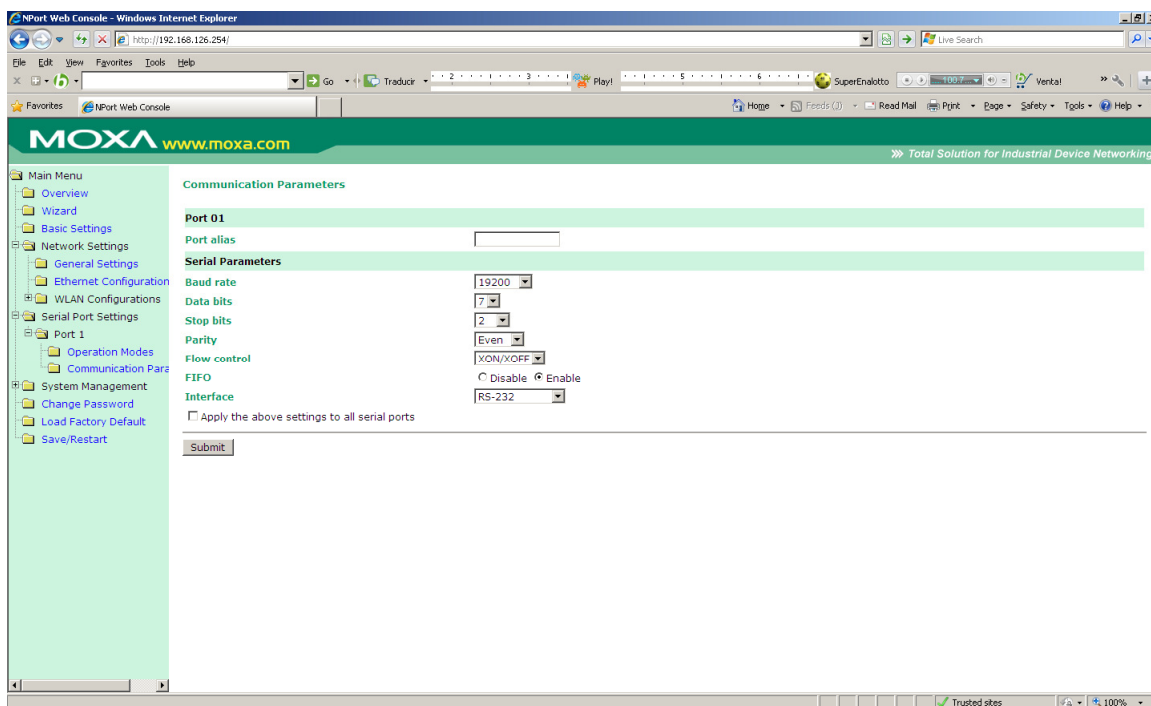 NPort Web Console - Windows Internet Explorer
http://192.168.126.254/
Live Search
File Edit View Favorites Tools Help
Go Traducir 2 3 Play! 5 6 SuperEnalotto 100.7 Venta!
Favorites NPort Web Console Home Feeds (J) Read Mail Print Page Safety Tools Help
MOXA www.moxa.com
Total Solution for Industrial Device Networking
Main Menu
Overview
Wizard
Basic Settings
Network Settings
General Settings
Ethernet Configuration
WLAN Configurations
Serial Port Settings
Port 1
Operation Modes
Communication Para
System Management
Change Password
Load Factory Default
Save/Restart
Communication Parameters
Port 01
Port alias
Serial Parameters
Baud rate 19200
Data bits 7
Stop bits 2
Parity Even
Flow control XON/XOFF
FIFO Disable Enable
Interface RS-232
Apply the above settings to all serial ports
Submit
Trusted sites 100%